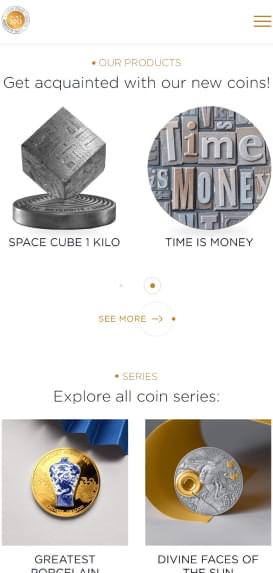 OUR PRODUCTS
Get acquainted with our new coins!
Time
is
MONEY
SPACE CUBE 1 KILO
TIME IS MONEY
SEE MORE
SERIES
Explore all coin series:
GREATEST
PORCELAIN
DIVINE FACES OF
THE SUN